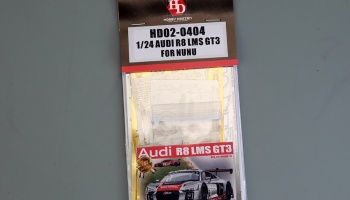 HD
HOBBY DESIGN
HD02-0404
1/24 AUDI R8 LMS GT3
FOR NUNU
Audi R8 LMS GT3